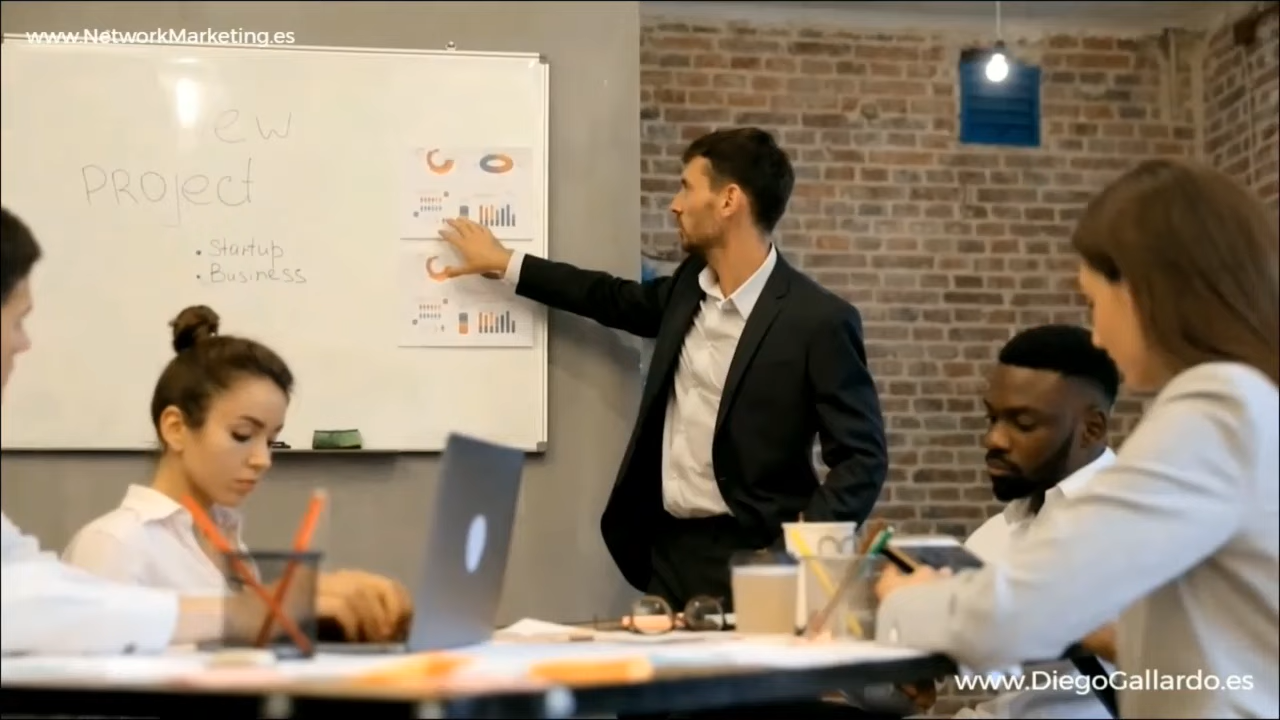 www.NetworkMarketing.es
ew
PROject
• Startup
• Business
www.DiegoGallardo.es